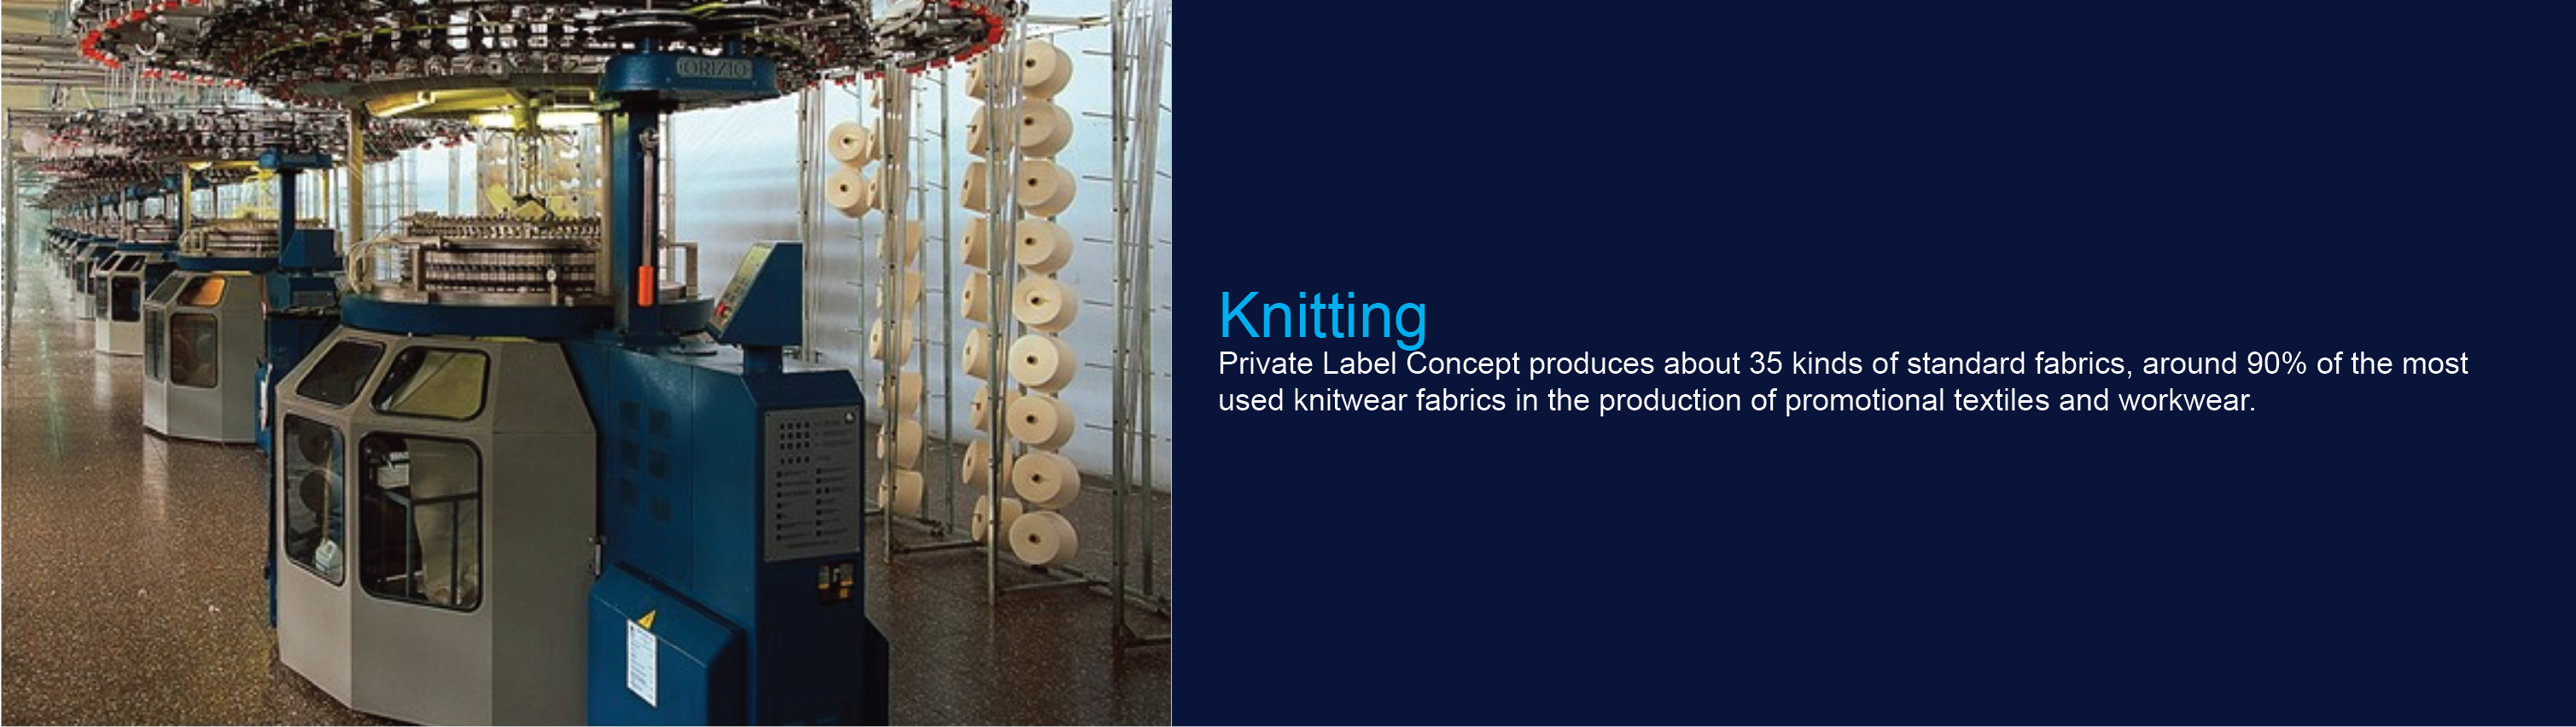 ORIZIO
Knitting
Private Label Concept produces about 35 kinds of standard fabrics, around 90% of the most
used knitwear fabrics in the production of promotional textiles and workwear.